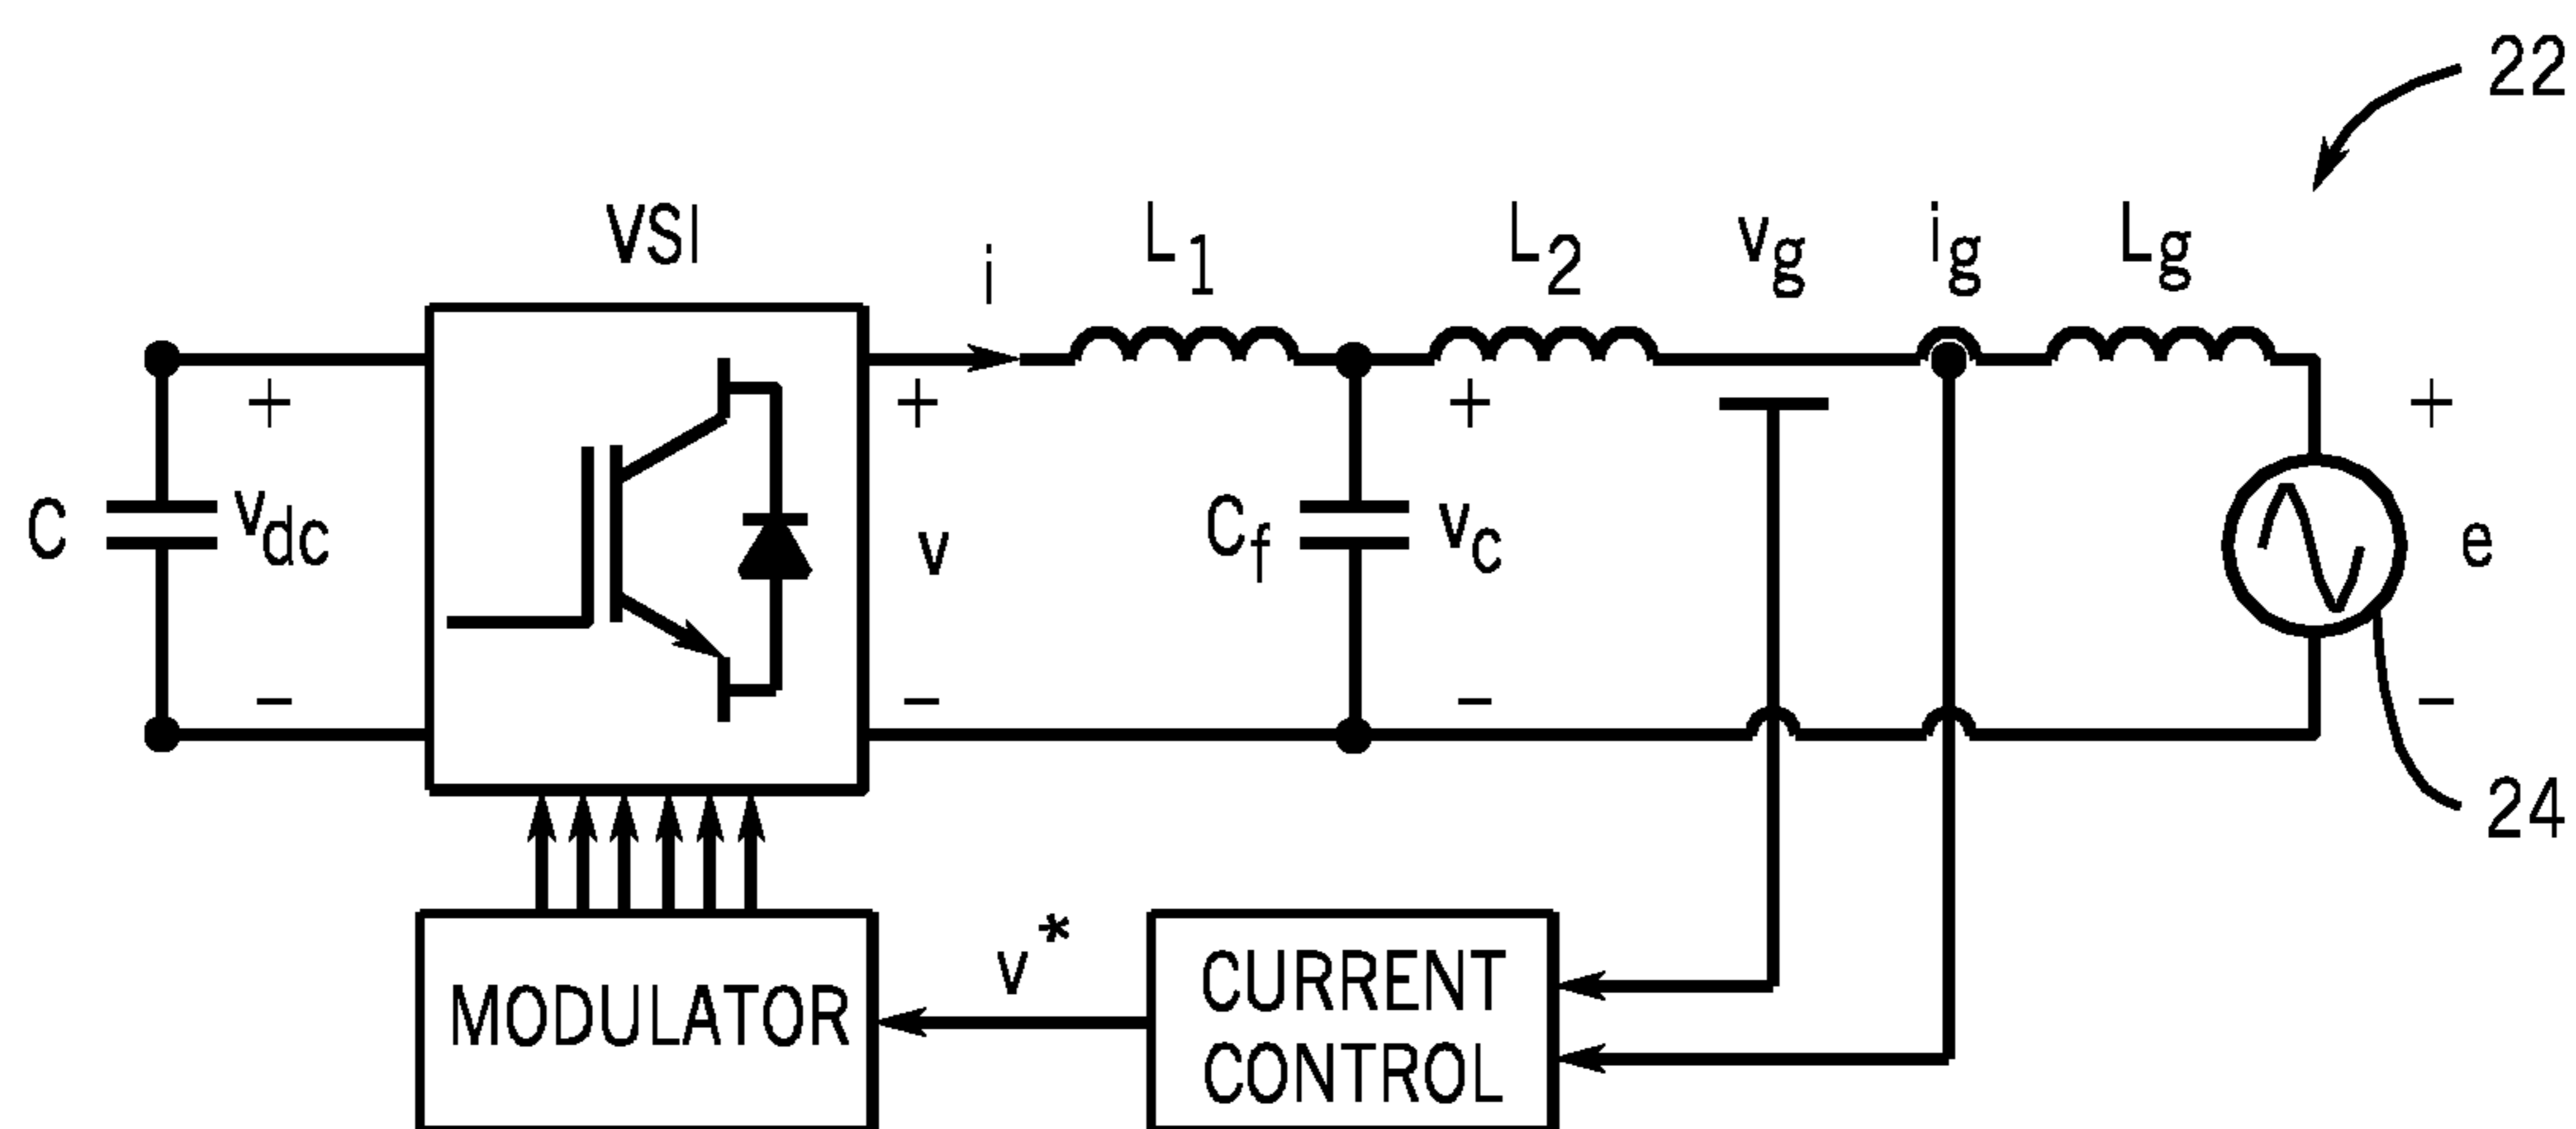 22
VSI
i
L1
L2
vg
ig
Lg
+
+
+
+
C
vdc
v
Cf
vc
e
−
−
−
−
24
MODULATOR
v*
CURRENT
CONTROL